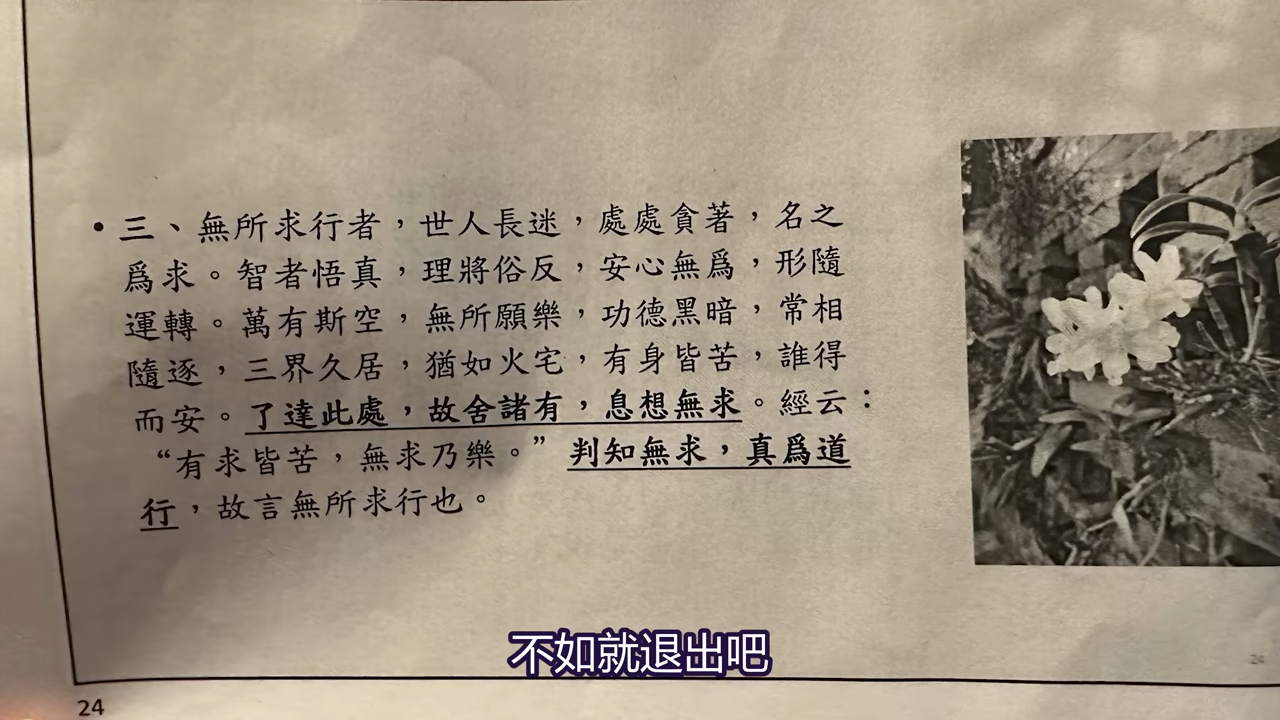 •三、無所求行者，世人長迷，處處貪著，名之
爲求。智者悟真，理將俗反，安心無爲，形隨
運轉。萬有斯空，無所願樂，功德黑暗，常相
隨逐，三界久居，猶如火宅，有身皆苦，誰得
而安。了達此處，故舍諸有，息想無求。經云：
“有求皆苦，無求乃樂。”判知無求，真爲道
行，故言無所求行也。
不如就退出吧
24
24